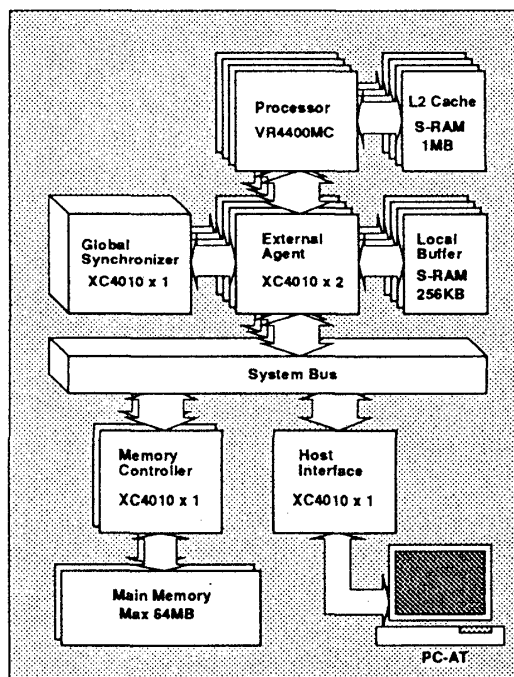 Processor
VR4400MC
L2 Cache
S-RAM
1MB
Global
Synchronizer
XC4010 x 1
External
Agent
XC4010 x 2
Local
Buffer
S-RAM
256KB
System Bus
Memory
Controller
XC4010 x 1
Host
Interface
XC4010 x 1
Main Memory
Max 64MB
PC-AT